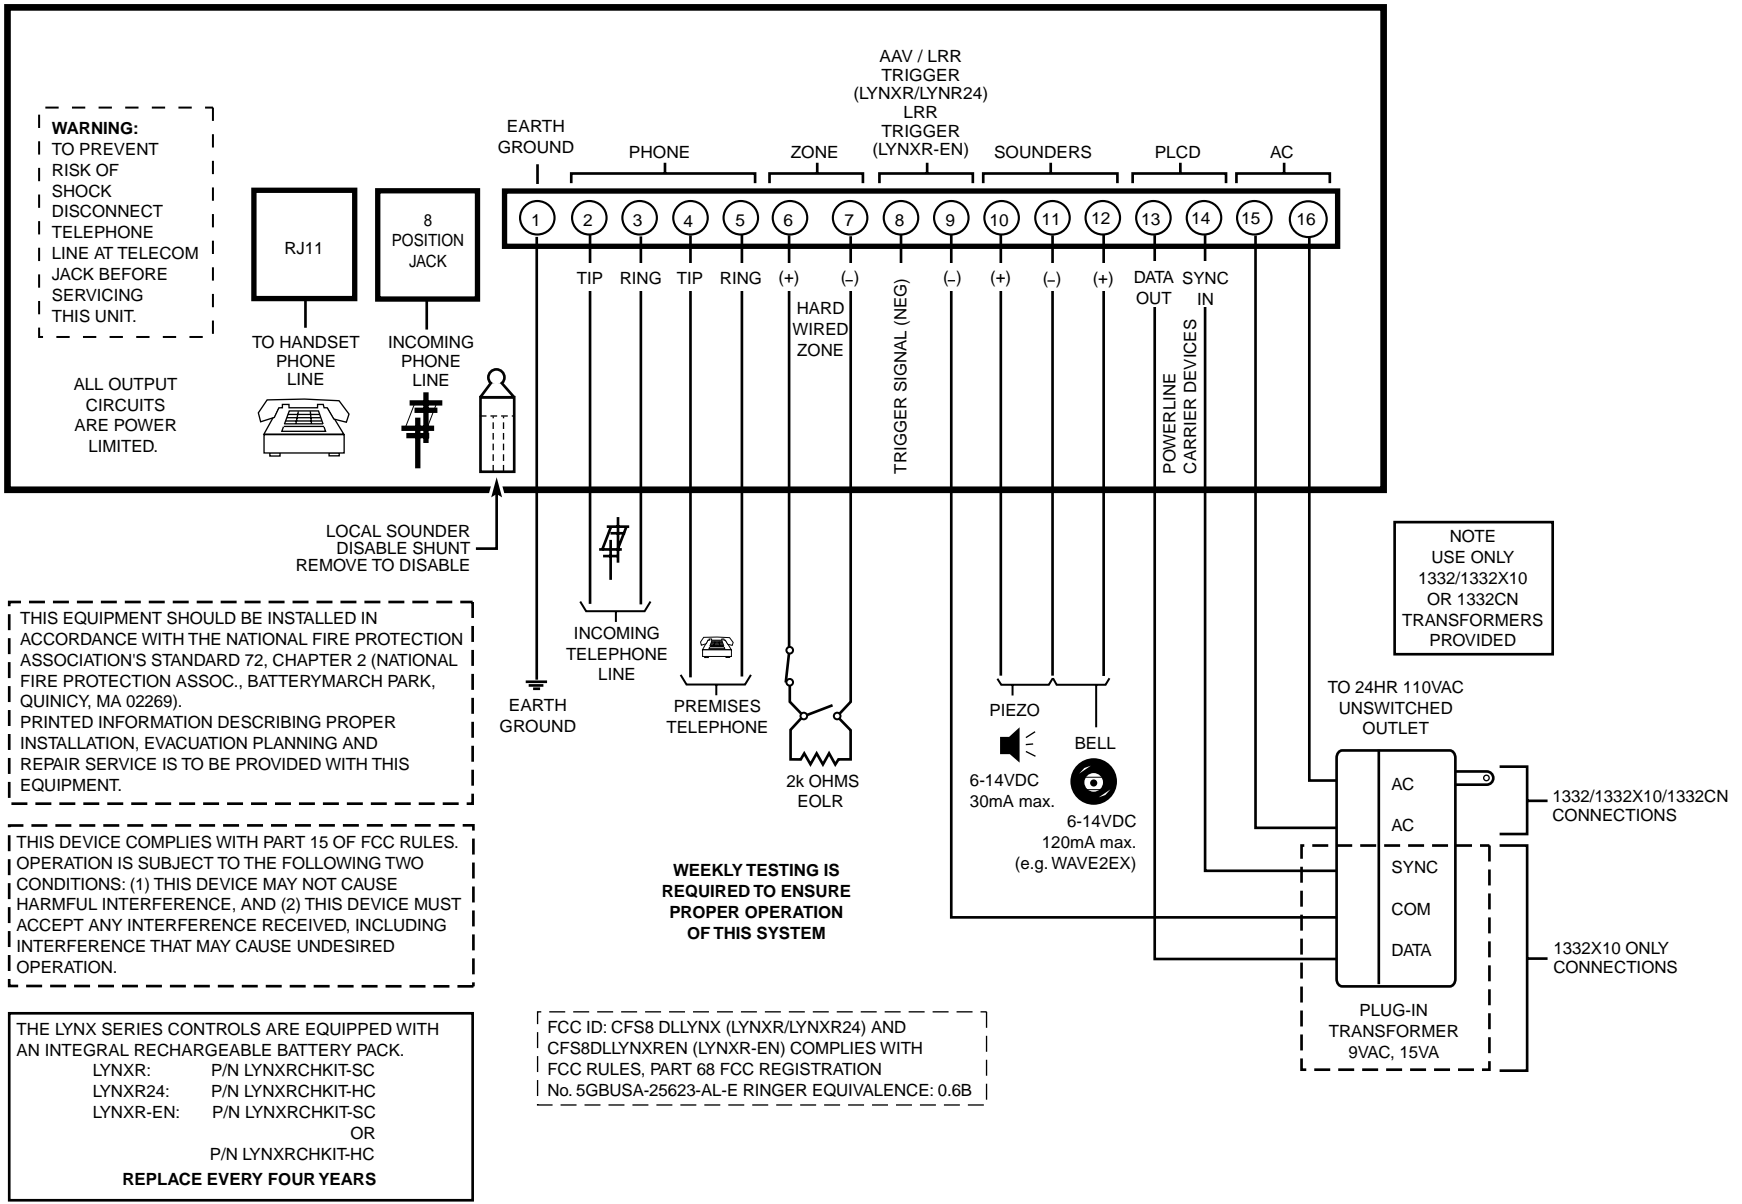 WARNING:
TO PREVENT
RISK OF
SHOCK
DISCONNECT
TELEPHONE
LINE AT TELECOM
JACK BEFORE
SERVICING
THIS UNIT.
ALL OUTPUT
CIRCUITS
ARE POWER
LIMITED.
RJ11
TO HANDSET
PHONE
LINE
8
POSITION
JACK
INCOMING
PHONE
LINE
LOCAL SOUNDER
DISABLE SHUNT
REMOVE TO DISABLE
EARTH
GROUND
PHONE
ZONE
AAV / LRR
TRIGGER
(LYNXR/LYNR24)
LRR
TRIGGER
(LYNXR-EN)
SOUNDERS
PLCD
AC
1 2 3 4 5 6 7 8 9 10 11 12 13 14 15 16
TIP RING TIP RING (+) (–) (–) (+) (–) (+)
DATA
OUT
SYNC
IN
HARD
WIRED
ZONE
TRIGGER SIGNAL (NEG)
POWERLINE
CARRIER DEVICES
EARTH
GROUND
INCOMING
TELEPHONE
LINE
PREMISES
TELEPHONE
2k OHMS
EOLR
PIEZO
6-14VDC
30mA max.
BELL
6-14VDC
120mA max.
(e.g. WAVE2EX)
NOTE
USE ONLY
1332/1332X10
OR 1332CN
TRANSFORMERS
PROVIDED
TO 24HR 110VAC
UNSWITCHED
OUTLET
AC
AC
SYNC
COM
DATA
1332/1332X10/1332CN
CONNECTIONS
1332X10 ONLY
CONNECTIONS
PLUG-IN
TRANSFORMER
9VAC, 15VA
THIS EQUIPMENT SHOULD BE INSTALLED IN
ACCORDANCE WITH THE NATIONAL FIRE PROTECTION
ASSOCIATION'S STANDARD 72, CHAPTER 2 (NATIONAL
FIRE PROTECTION ASSOC., BATTERYMARCH PARK,
QUINICY, MA 02269).
PRINTED INFORMATION DESCRIBING PROPER
INSTALLATION, EVACUATION PLANNING AND
REPAIR SERVICE IS TO BE PROVIDED WITH THIS
EQUIPMENT.
THIS DEVICE COMPLIES WITH PART 15 OF FCC RULES.
OPERATION IS SUBJECT TO THE FOLLOWING TWO
CONDITIONS: (1) THIS DEVICE MAY NOT CAUSE
HARMFUL INTERFERENCE, AND (2) THIS DEVICE MUST
ACCEPT ANY INTERFERENCE RECEIVED, INCLUDING
INTERFERENCE THAT MAY CAUSE UNDESIRED
OPERATION.
WEEKLY TESTING IS
REQUIRED TO ENSURE
PROPER OPERATION
OF THIS SYSTEM
THE LYNX SERIES CONTROLS ARE EQUIPPED WITH
AN INTEGRAL RECHARGEABLE BATTERY PACK.
LYNXR: P/N LYNXRCHKIT-SC
LYNXR24: P/N LYNXRCHKIT-HC
LYNXR-EN: P/N LYNXRCHKIT-SC
OR
P/N LYNXRCHKIT-HC
REPLACE EVERY FOUR YEARS
FCC ID: CFS8 DLLYNX (LYNXR/LYNXR24) AND
CFS8DLLYNXREN (LYNXR-EN) COMPLIES WITH
FCC RULES, PART 68 FCC REGISTRATION
No. 5GBUSA-25623-AL-E RINGER EQUIVALENCE: 0.6B